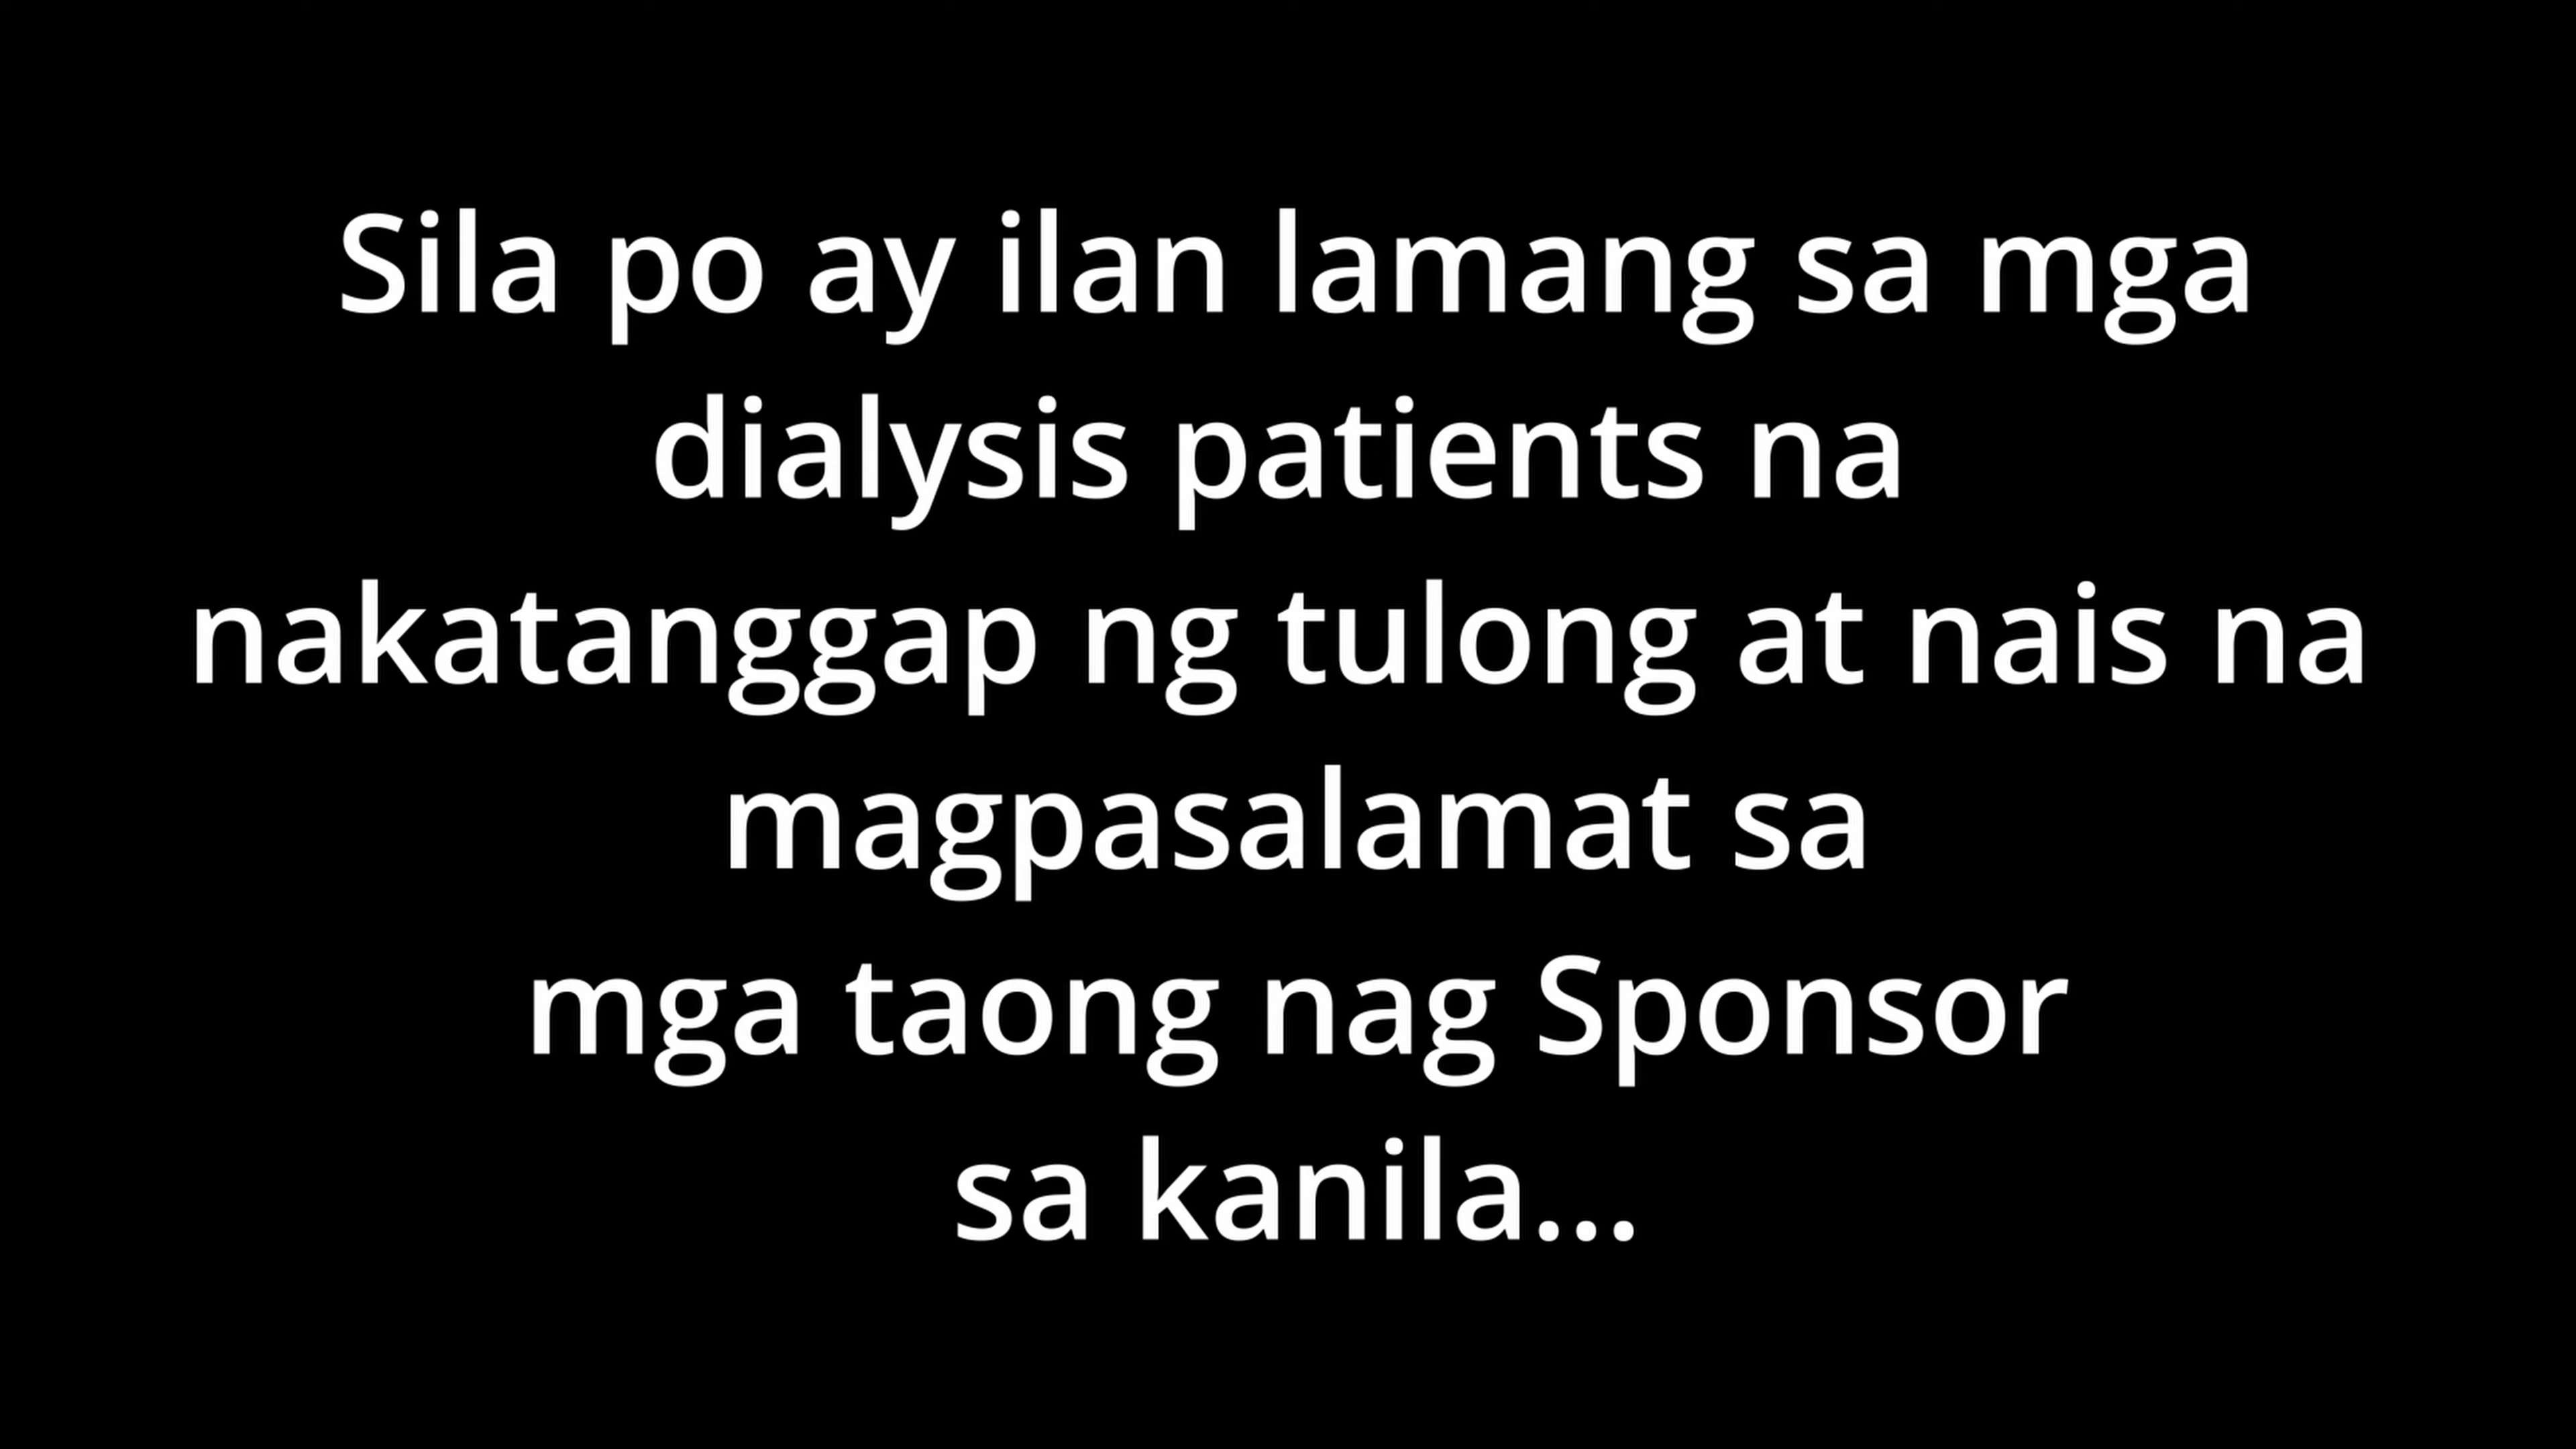 Sila po ay ilan lamang sa mga
dialysis patients na
nakatanggap ng tulong at nais na
magpasalamat sa
mga taong nag Sponsor
sa kanila...